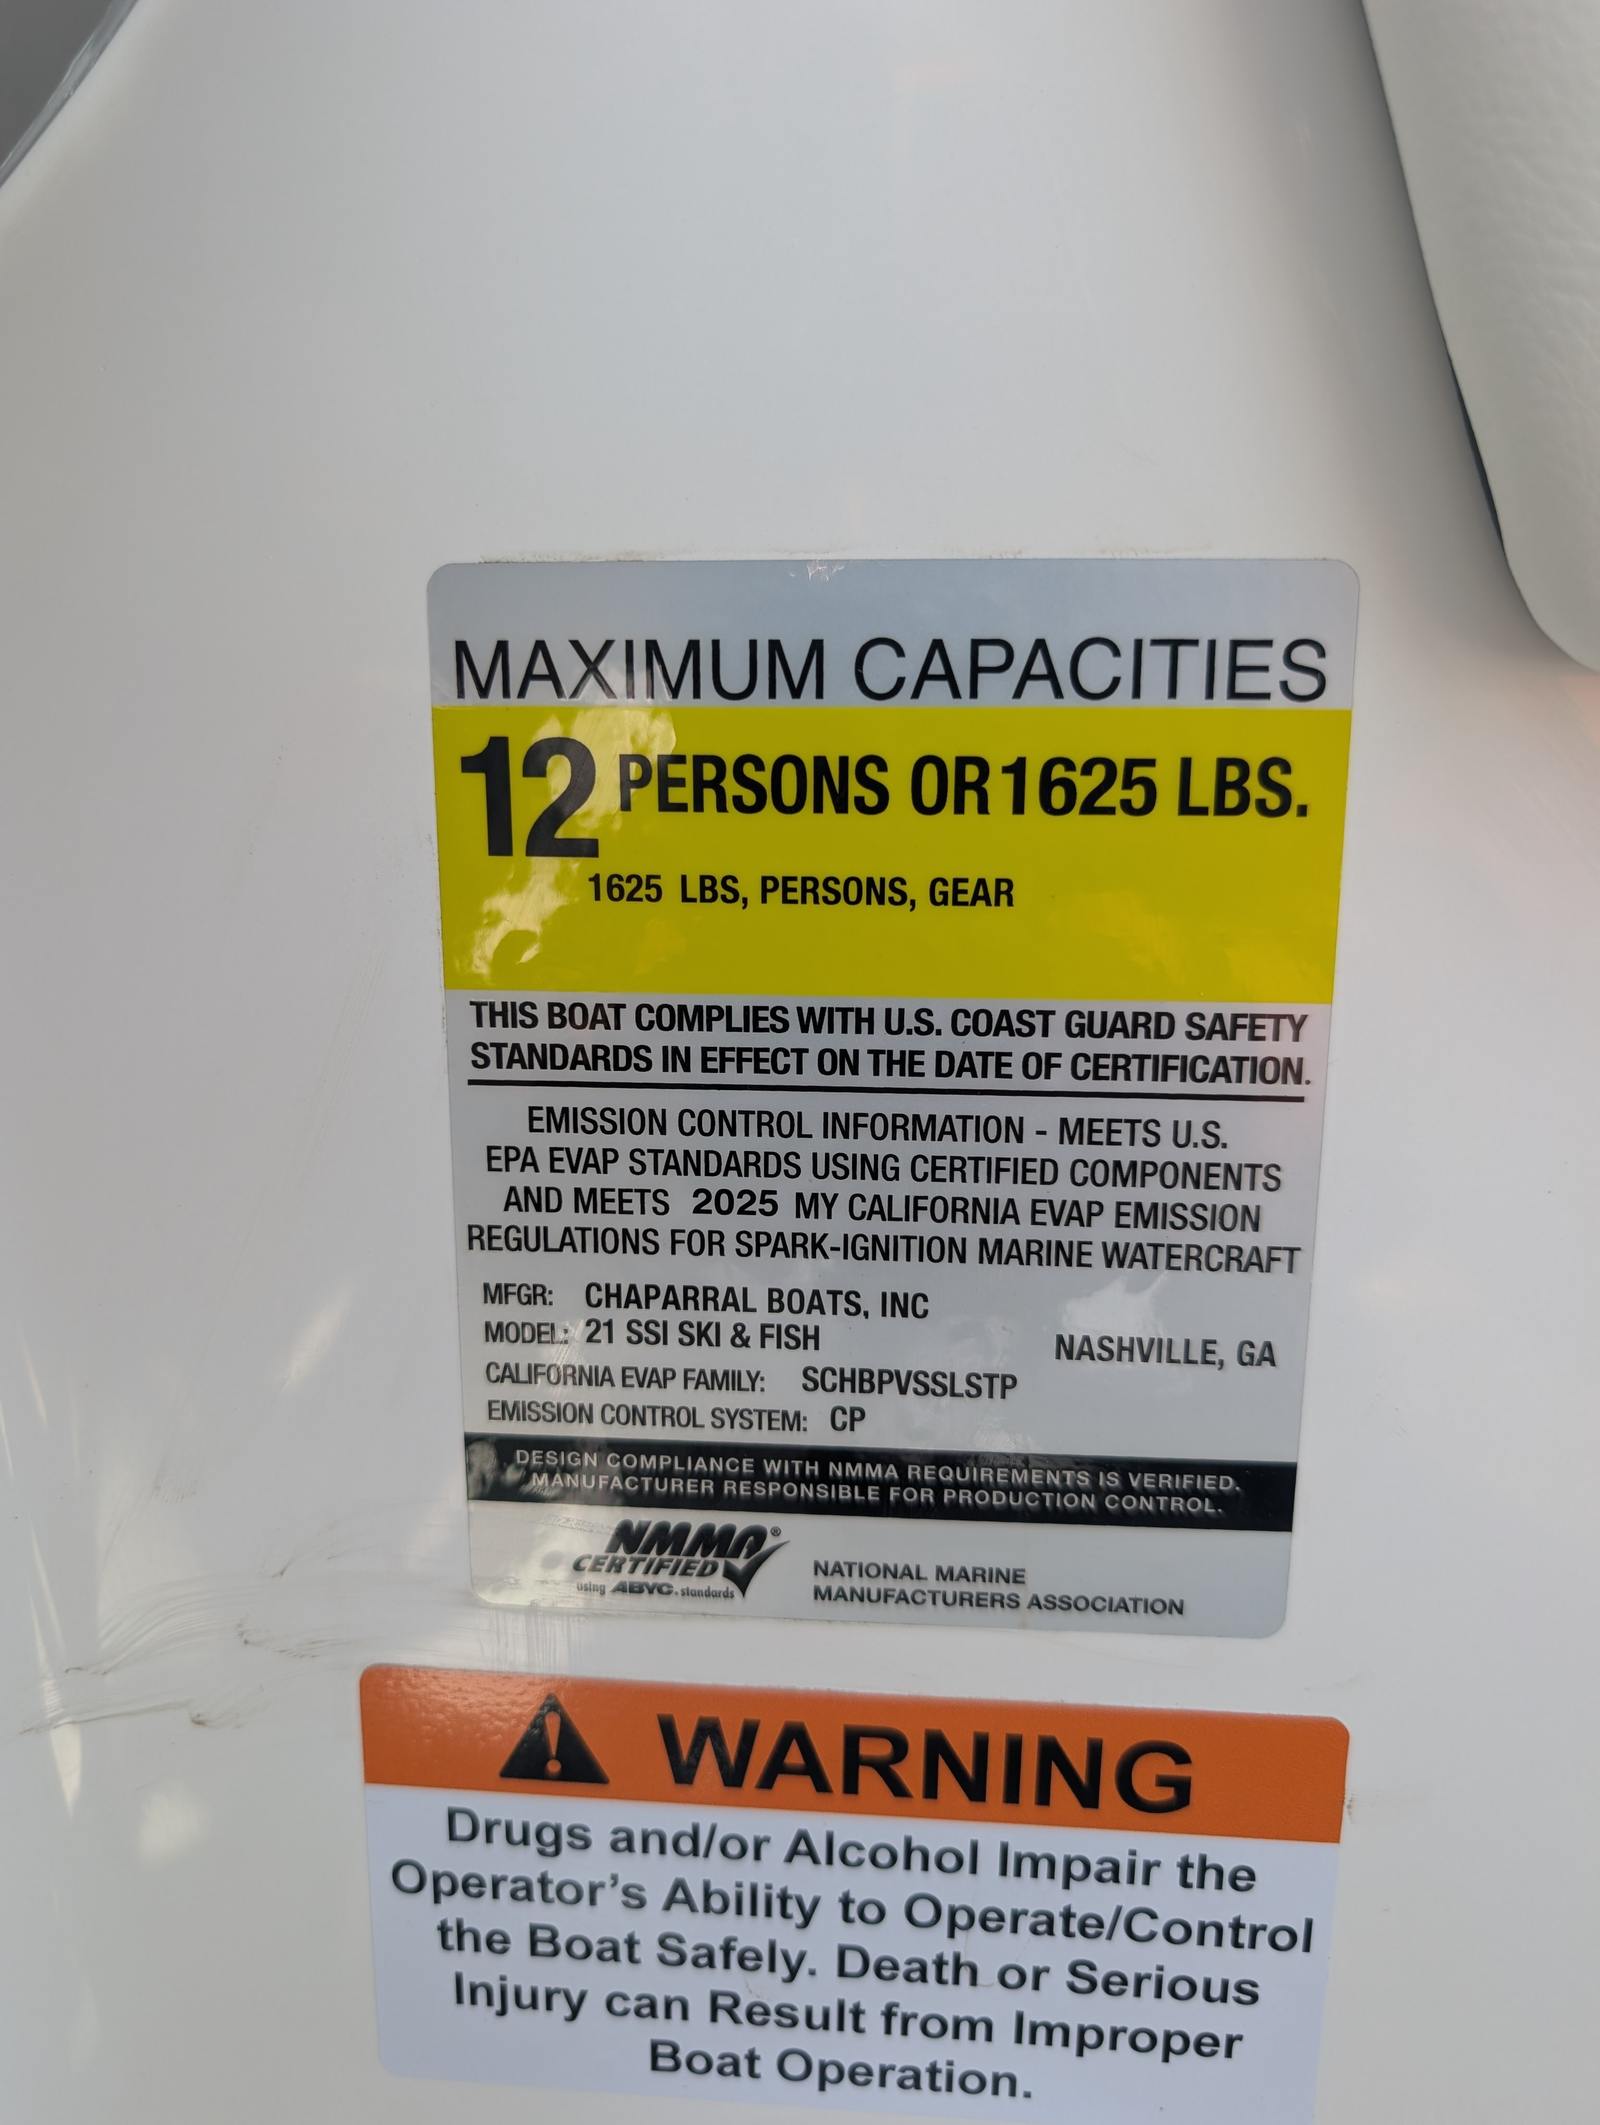 MAXIMUM CAPACITIES
12 PERSONS OR 1625 LBS.
1625 LBS, PERSONS, GEAR
THIS BOAT COMPLIES WITH U.S. COAST GUARD SAFETY
STANDARDS IN EFFECT ON THE DATE OF CERTIFICATION.
EMISSION CONTROL INFORMATION - MEETS U.S.
EPA EVAP STANDARDS USING CERTIFIED COMPONENTS
AND MEETS 2025 MY CALIFORNIA EVAP EMISSION
REGULATIONS FOR SPARK-IGNITION MARINE WATERCRAFT
MFGR: CHAPARRAL BOATS, INC
MODEL: 21 SSI SKI & FISH
NASHVILLE, GA
CALIFORNIA EVAP FAMILY: SCHBPVSSLSTP
EMISSION CONTROL SYSTEM: CP
DESIGN COMPLIANCE WITH NMMA REQUIREMENTS IS VERIFIED.
MANUFACTURER RESPONSIBLE FOR PRODUCTION CONTROL.
NMMA®
CERTIFIED
using ABYC. standards
NATIONAL MARINE
MANUFACTURERS ASSOCIATION
WARNING
Drugs and/or Alcohol Impair the
Operator's Ability to Operate/Control
the Boat Safely. Death or Serious
Injury can Result from Improper
Boat Operation.